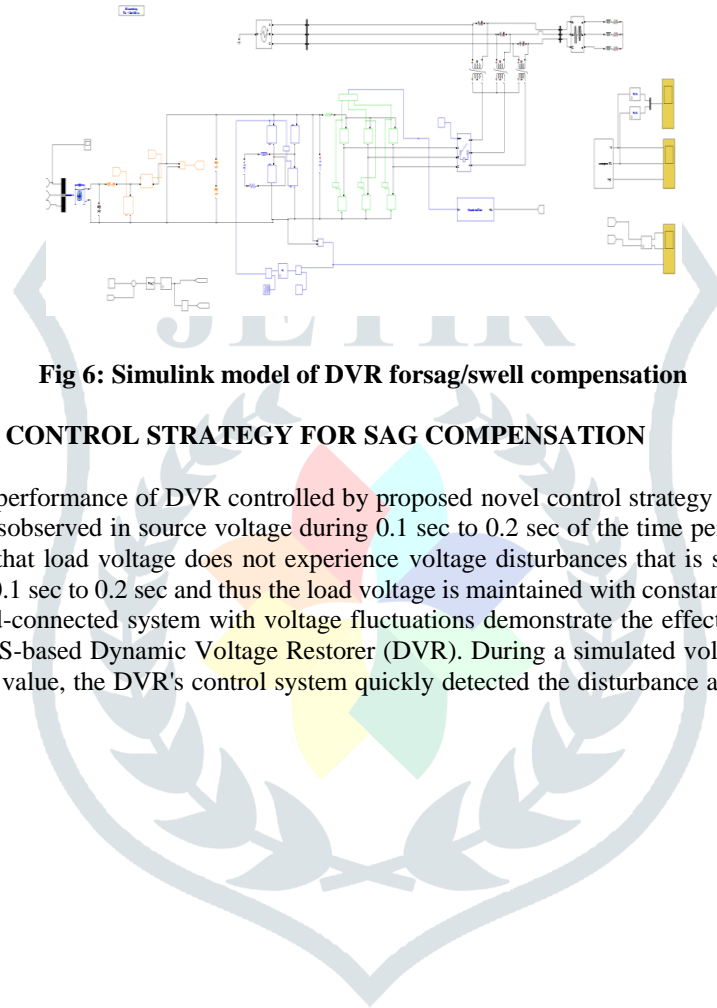 JETIR
Fig 6: Simulink model of DVR forsag/swell compensation
CONTROL STRATEGY FOR SAG COMPENSATION
performance of DVR controlled by proposed novel control strategy
sobserved in source voltage during 0.1 sec to 0.2 sec of the time per
that load voltage does not experience voltage disturbances that is s
0.1 sec to 0.2 sec and thus the load voltage is maintained with constan
d-connected system with voltage fluctuations demonstrate the effect
S-based Dynamic Voltage Restorer (DVR). During a simulated vol
value, the DVR's control system quickly detected the disturbance a